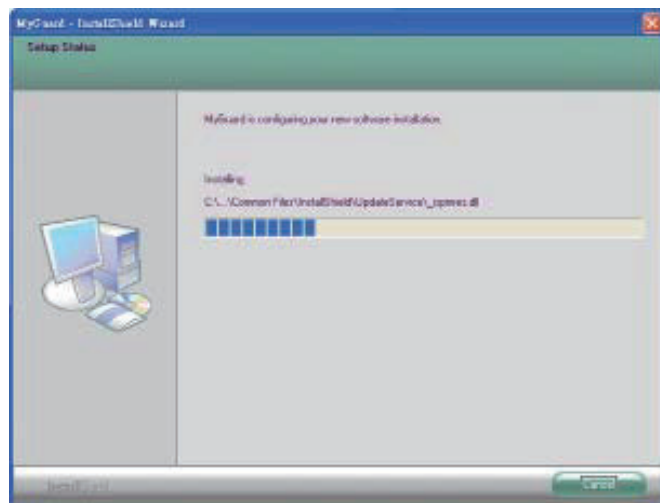 MyGuard - InstallShield Wizard
Setup Status
MyGuard is configuring your new software installation.
Installing
C:\...\Common Files\InstallShield\UpdateService\_ispmres.dll
InstallShield
Cancel